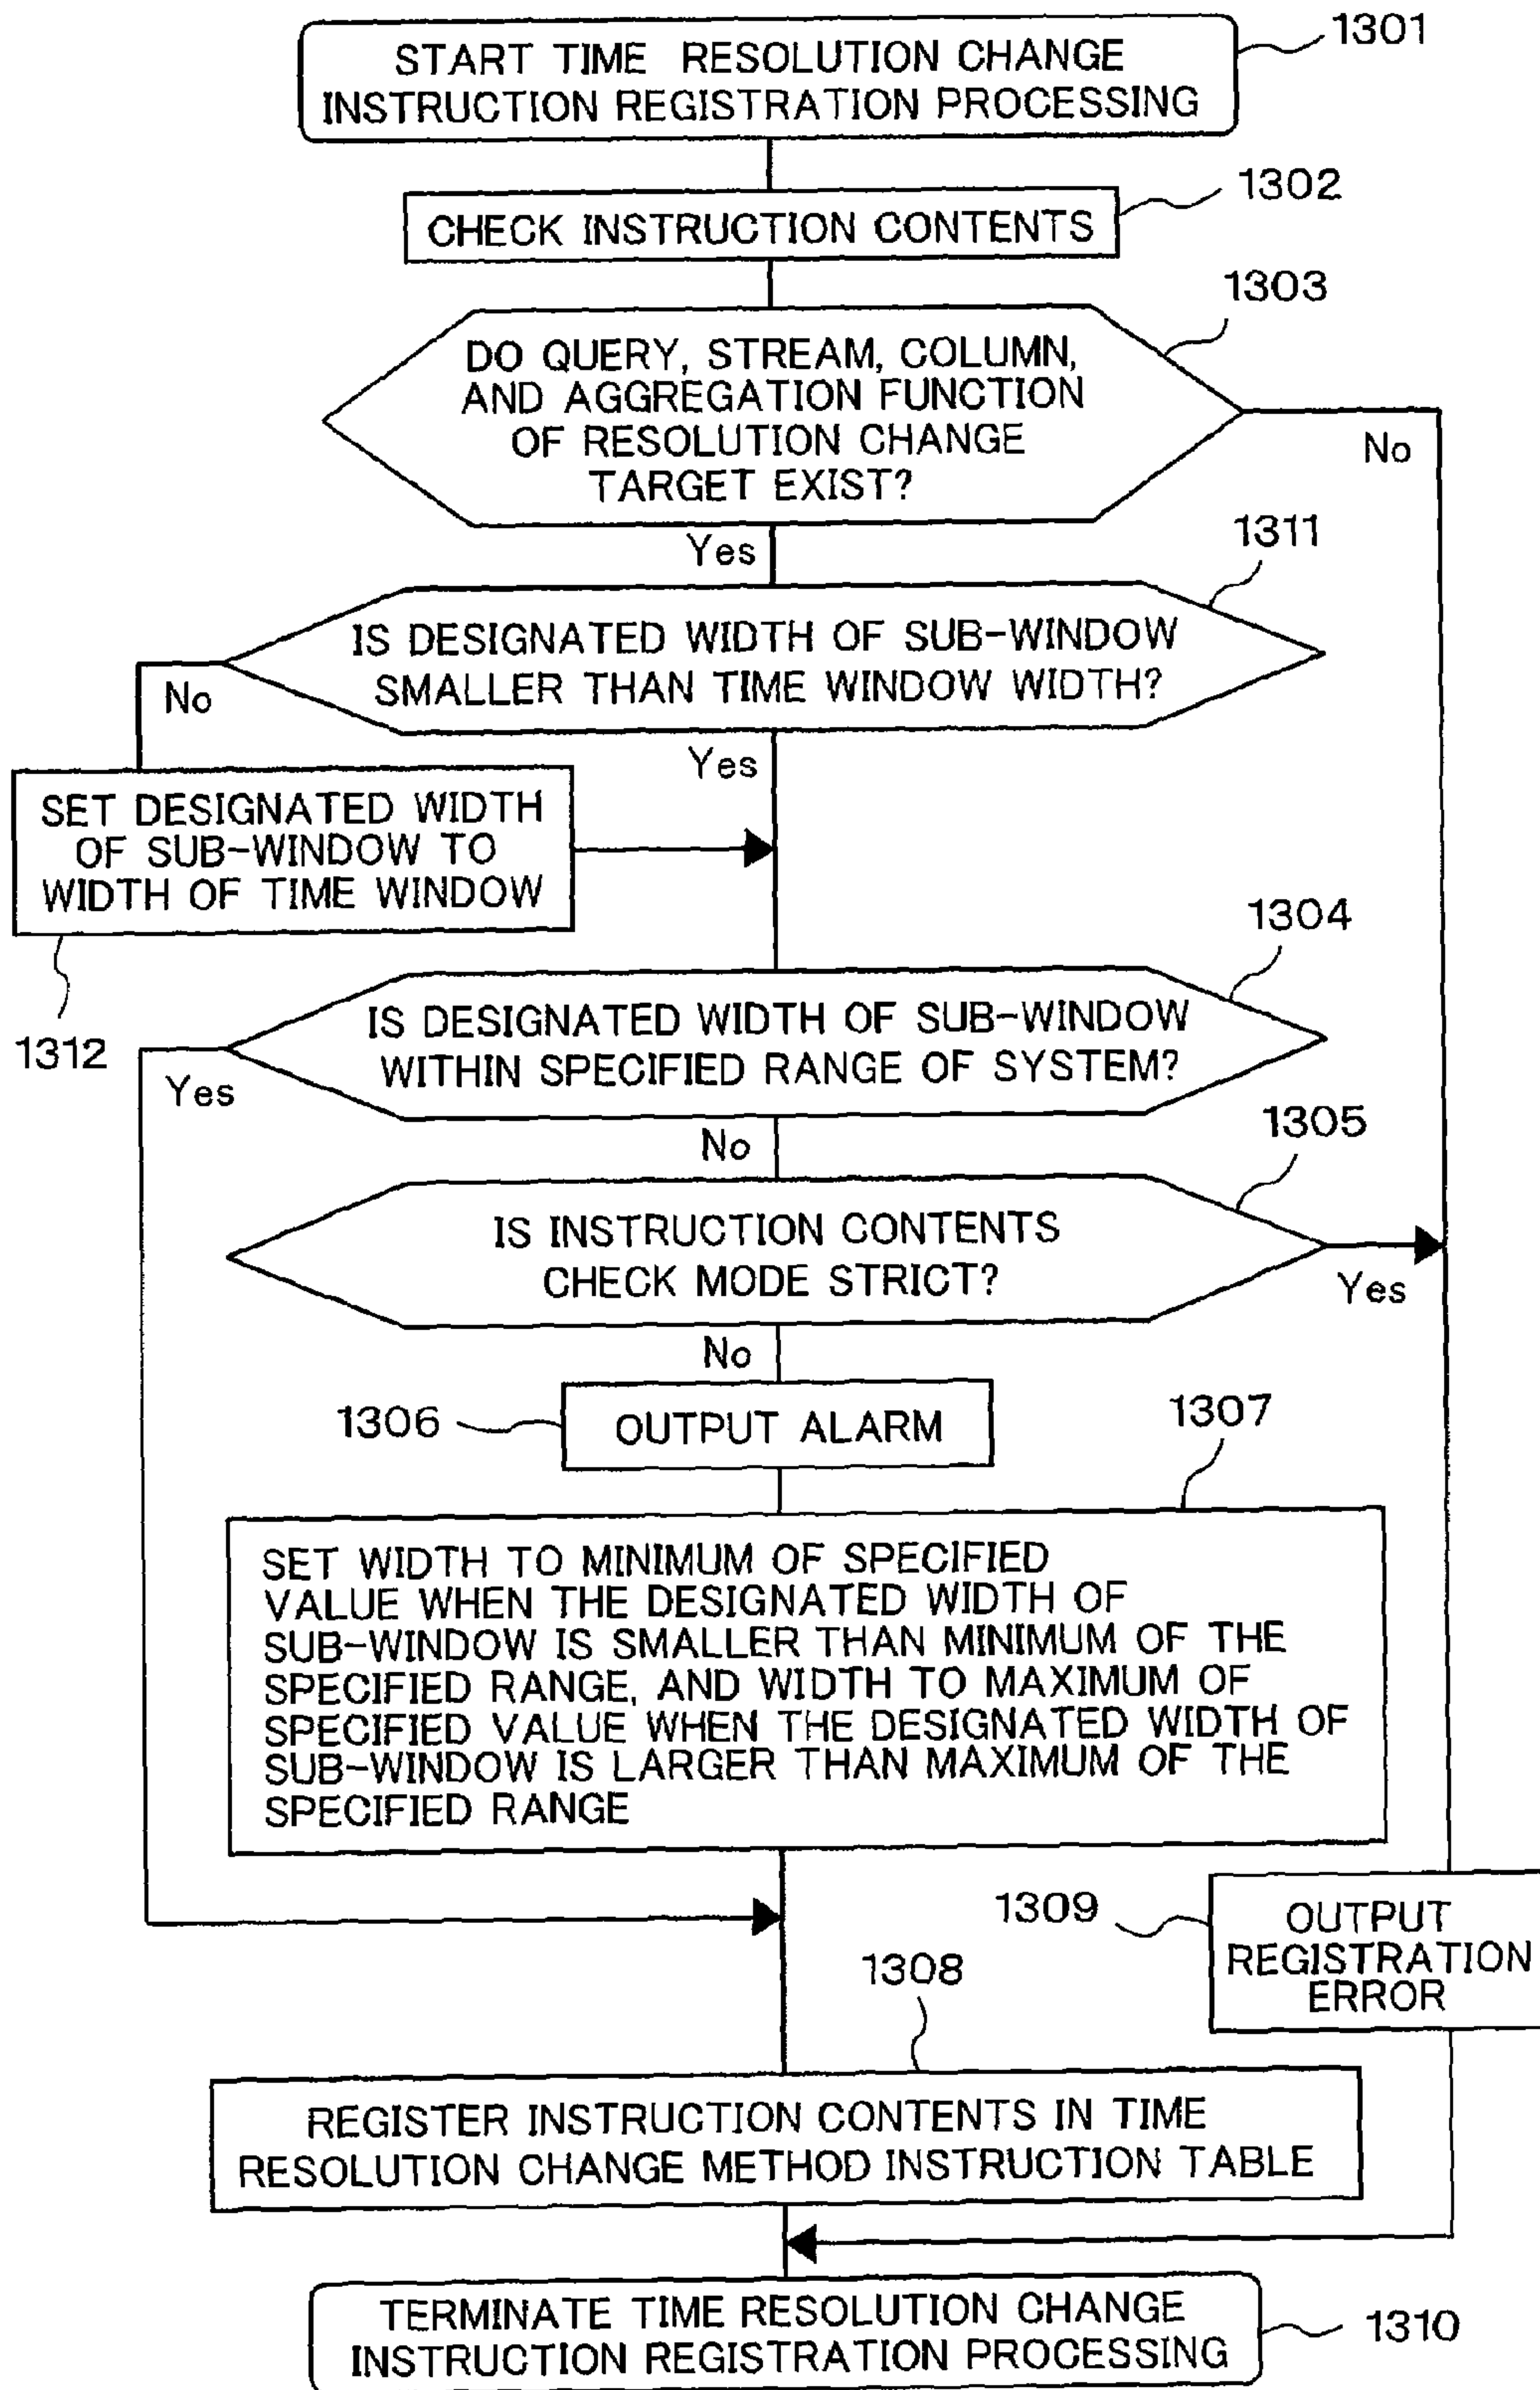 START TIME RESOLUTION CHANGE
INSTRUCTION REGISTRATION PROCESSING
1301
CHECK INSTRUCTION CONTENTS
1302
DO QUERY, STREAM, COLUMN,
AND AGGREGATION FUNCTION
OF RESOLUTION CHANGE
TARGET EXIST?
1303
No
Yes
IS DESIGNATED WIDTH OF SUB-WINDOW
SMALLER THAN TIME WINDOW WIDTH?
1311
No
Yes
SET DESIGNATED WIDTH
OF SUB-WINDOW TO
WIDTH OF TIME WINDOW
1312
IS DESIGNATED WIDTH OF SUB-WINDOW
WITHIN SPECIFIED RANGE OF SYSTEM?
1304
Yes
No
IS INSTRUCTION CONTENTS
CHECK MODE STRICT?
1305
Yes
No
1306
OUTPUT ALARM
1307
SET WIDTH TO MINIMUM OF SPECIFIED
VALUE WHEN THE DESIGNATED WIDTH OF
SUB-WINDOW IS SMALLER THAN MINIMUM OF THE
SPECIFIED RANGE, AND WIDTH TO MAXIMUM OF
SPECIFIED VALUE WHEN THE DESIGNATED WIDTH OF
SUB-WINDOW IS LARGER THAN MAXIMUM OF THE
SPECIFIED RANGE
1309
OUTPUT
REGISTRATION
ERROR
1308
REGISTER INSTRUCTION CONTENTS IN TIME
RESOLUTION CHANGE METHOD INSTRUCTION TABLE
TERMINATE TIME RESOLUTION CHANGE
INSTRUCTION REGISTRATION PROCESSING
1310